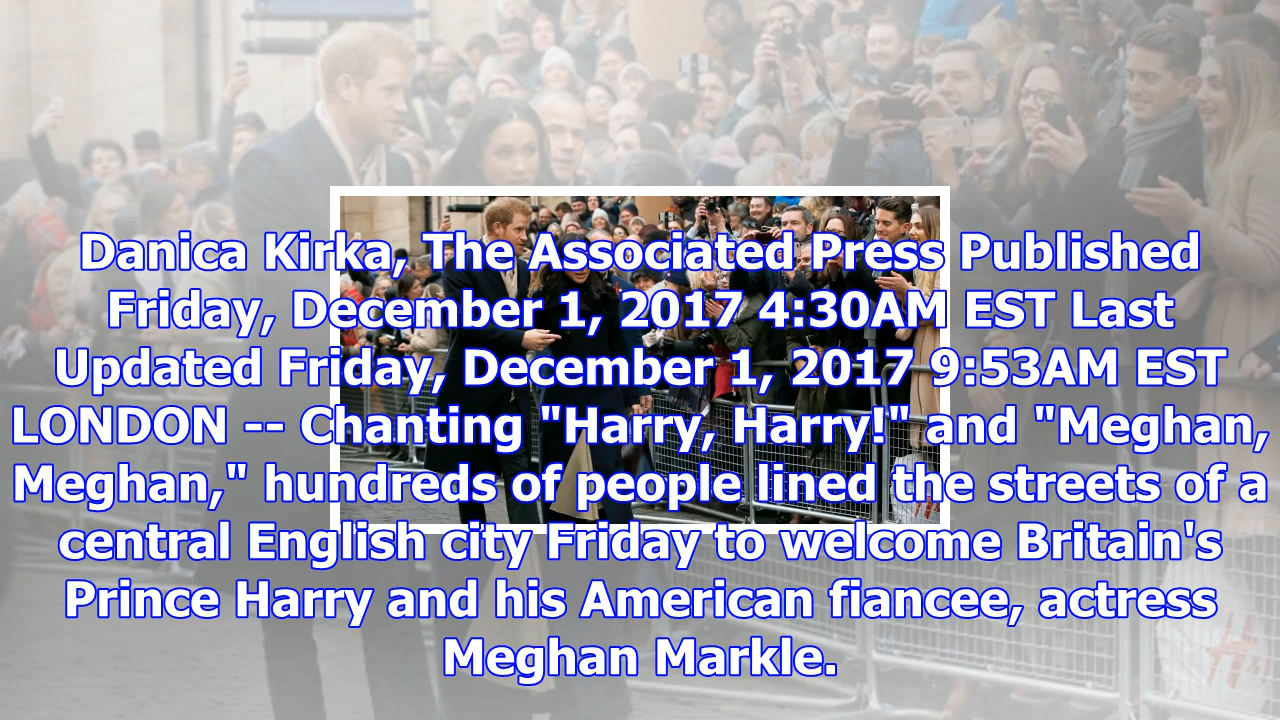 Danica Kirka, The Associated Press Published
Friday, December 1, 2017 4:30AM EST Last
Updated Friday, December 1, 2017 9:53AM EST
LONDON -- Chanting "Harry, Harry!" and "Meghan,
Meghan," hundreds of people lined the streets of a
central English city Friday to welcome Britain's
Prince Harry and his American fiancee, actress
Meghan Markle.